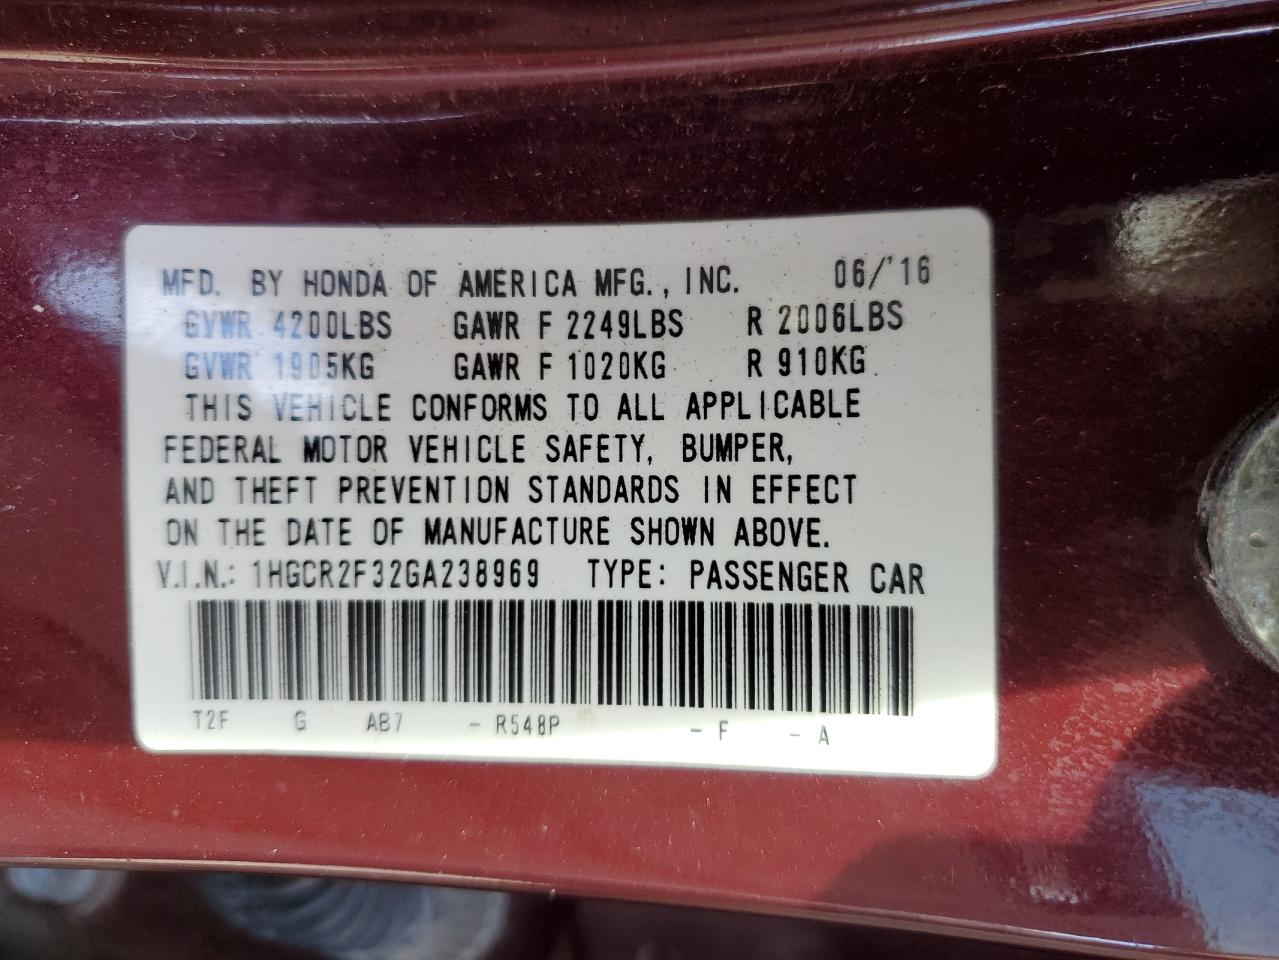 MFD. BY HONDA OF AMERICA MFG., INC. 06/'16
GVWR 4200LBS GAWR F 2249LBS R 2006LBS
GVWR 1905KG GAWR F 1020KG R 910KG
THIS VEHICLE CONFORMS TO ALL APPLICABLE
FEDERAL MOTOR VEHICLE SAFETY, BUMPER,
AND THEFT PREVENTION STANDARDS IN EFFECT
ON THE DATE OF MANUFACTURE SHOWN ABOVE.
V.I.N.: 1HGCR2F32GA238969 TYPE: PASSENGER CAR
T2F G AB7 - R548P - F - A